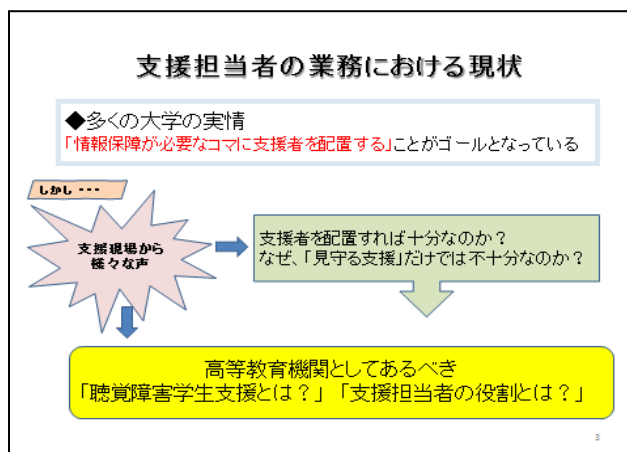 支援担当者の業務における現状
◆多くの大学の実情
「情報保障が必要なコマに支援者を配置する」ことがゴールとなっている
しかし・・・
支援現場から
様々な声
支援者を配置すれば十分なのか？
なぜ、「見守る支援」だけでは不十分なのか？
高等教育機関としてあるべき
「聴覚障害学生支援とは？」「支援担当者の役割とは？」
3